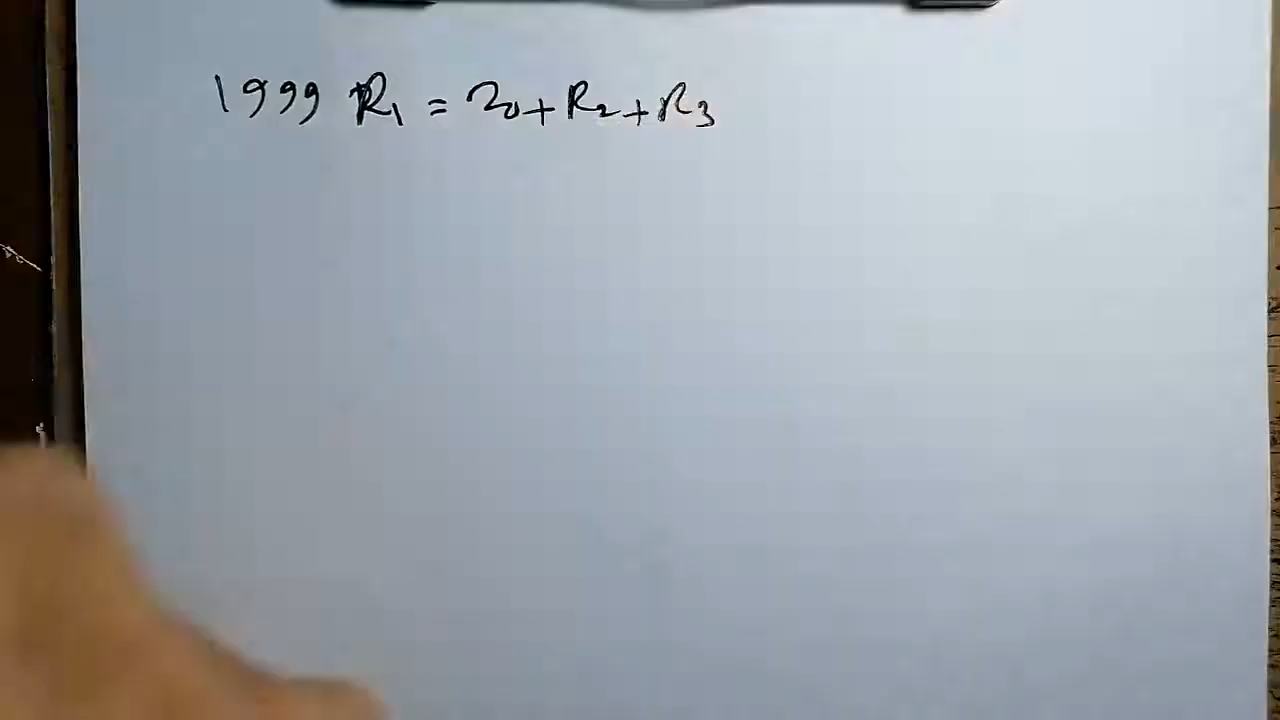 1999 R₁ = 20 + R₂ + R₃